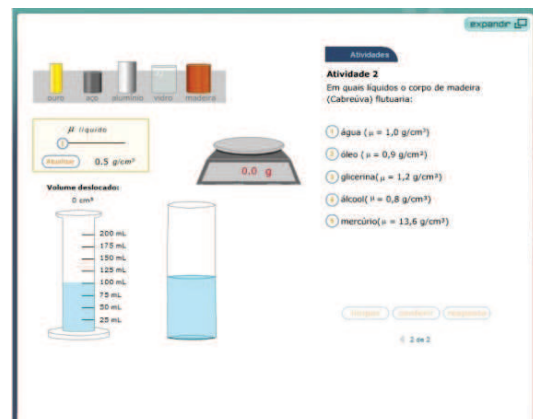 expandir
Atividades
Atividade 2
Em quais líquidos o corpo de madeira
(Cabreúva) flutuaria:
água ( μ = 1,0 g/cm³)
óleo ( μ = 0,9 g/cm³)
glicerina( μ = 1,2 g/cm³)
álcool( μ = 0,8 g/cm³)
mercúrio( μ = 13,6 g/cm³)
2 de 2
ouro
aço
alumínio
vidro
madeira
μ líquido
0.5 g/cm³
0.0 g
Volume deslocado:
0 cm³
200 mL
175 mL
150 mL
125 mL
100 mL
75 mL
50 mL
25 mL